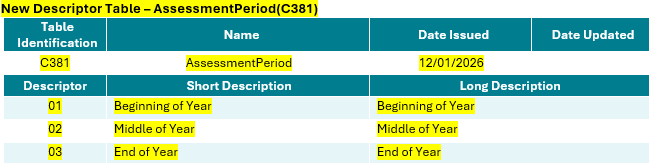 New Descriptor Table – AssessmentPeriod(C381)
Table Identification Name Date Issued Date Updated
C381 AssessmentPeriod 12/01/2026
Descriptor Short Description Long Description
01 Beginning of Year Beginning of Year
02 Middle of Year Middle of Year
03 End of Year End of Year